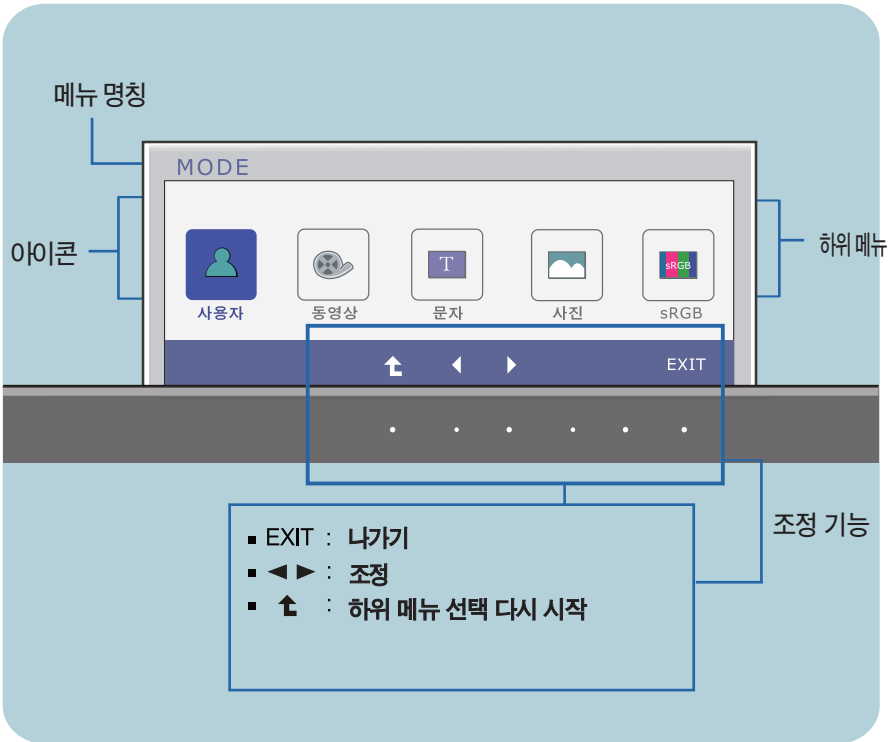 메뉴 명칭
MODE
아이콘
하위 메뉴
T
sRGB
사용자 동영상 문자 사진 sRGB
EXIT
조정 기능
▪ EXIT : 나가기
▪ ◀ ▶ : 조정
▪ ⮤ : 하위 메뉴 선택 다시 시작